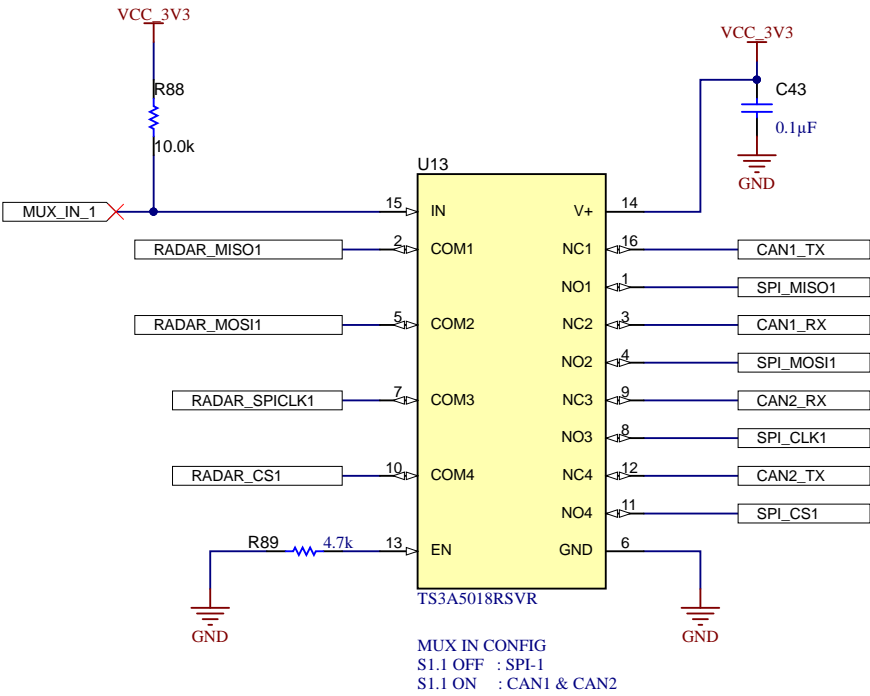 VCC_3V3
VCC_3V3
R88
10.0k
C43
0.1µF
GND
U13
MUX_IN_1
15
IN
V+
14
RADAR_MISO1
2
COM1
NC1
16
CAN1_TX
NO1
1
SPI_MISO1
RADAR_MOSI1
5
COM2
NC2
3
CAN1_RX
NO2
4
SPI_MOSI1
RADAR_SPICLK1
7
COM3
NC3
9
CAN2_RX
NO3
8
SPI_CLK1
RADAR_CS1
10
COM4
NC4
12
CAN2_TX
NO4
11
SPI_CS1
R89
4.7k
13
EN
GND
6
GND
GND
TS3A5018RSVR
MUX IN CONFIG
S1.1 OFF : SPI-1
S1.1 ON : CAN1 & CAN2